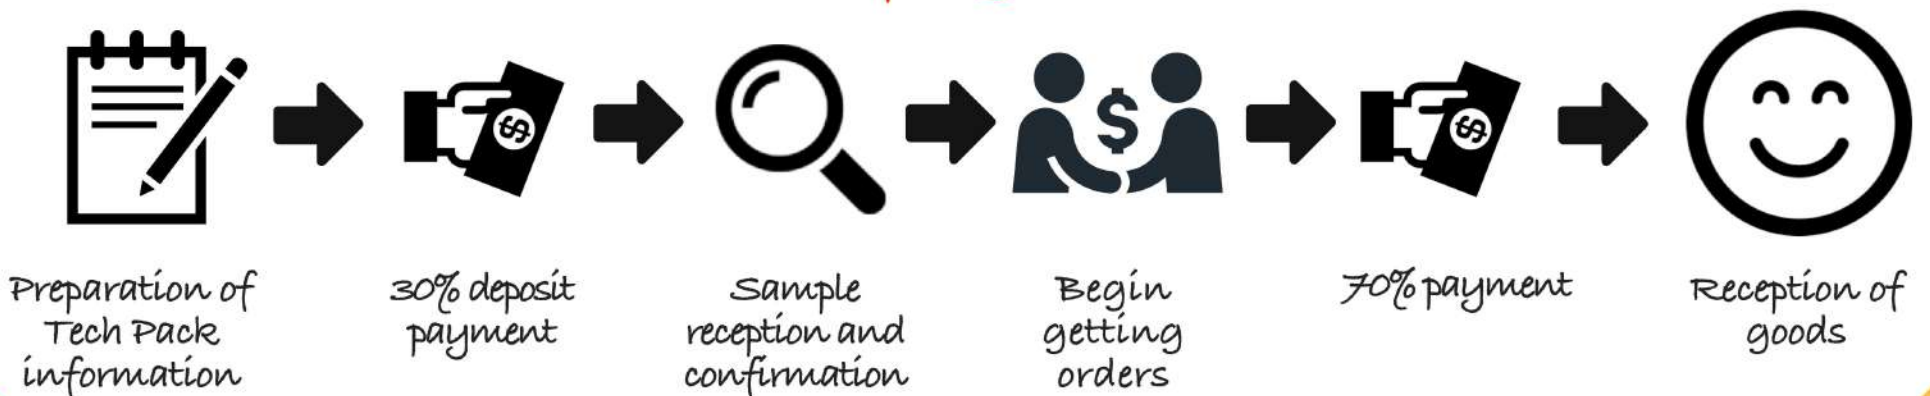 Preparation of
Tech Pack
information
30% deposit
payment
Sample
reception and
confirmation
Begin
getting
orders
70% payment
Reception of
goods